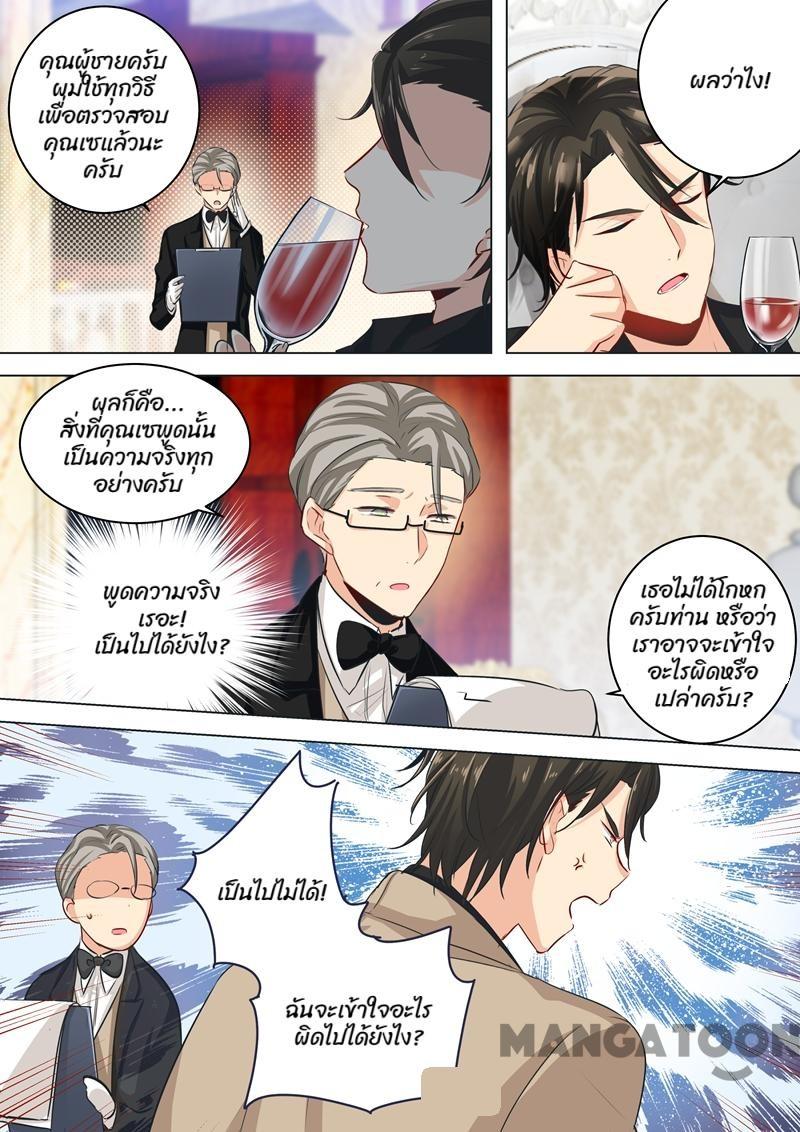 คุณผู้ชายครับ
ผมใช้ทุกวิธี
เพื่อตรวจสอบ
คุณเซแล้วนะ
ครับ
ผลว่าไง!
ผลก็คือ...
สิ่งที่คุณเซพูดนั้น
เป็นความจริงทุก
อย่างครับ
พูดความจริง
เรอะ!
เป็นไปได้ยังไง?
เธอไม่ได้โกหก
ครับท่าน หรือว่า
เราอาจจะเข้าใจ
อะไรผิดหรือ
เปล่าครับ?
เป็นไปไม่ได้!
ฉันจะเข้าใจอะไร
ผิดไปได้ยังไง?
MANGATOON